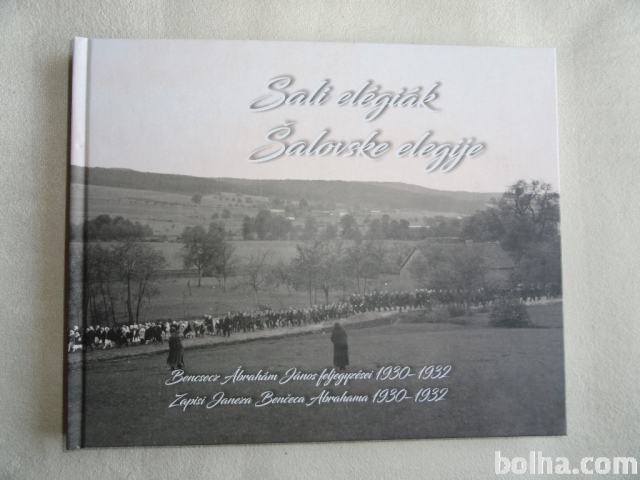 Sali elégiák
Šalovske elegije
Bencsecz Ábrahám János feljegyzései 1930-1932
Zapisi Janeza Benčeca Abrahama 1930-1932
bolha.com